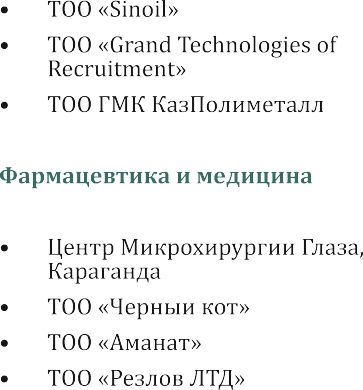 • ТОО «Sinoil»
• ТОО «Grand Technologies of
Recruitment»
• ТОО ГМК КазПолиметалл
Фармацевтика и медицина
• Центр Микрохирургии Глаза,
Караганда
• ТОО «Черныи кот»
• ТОО «Аманат»
• ТОО «Резлов ЛТД»